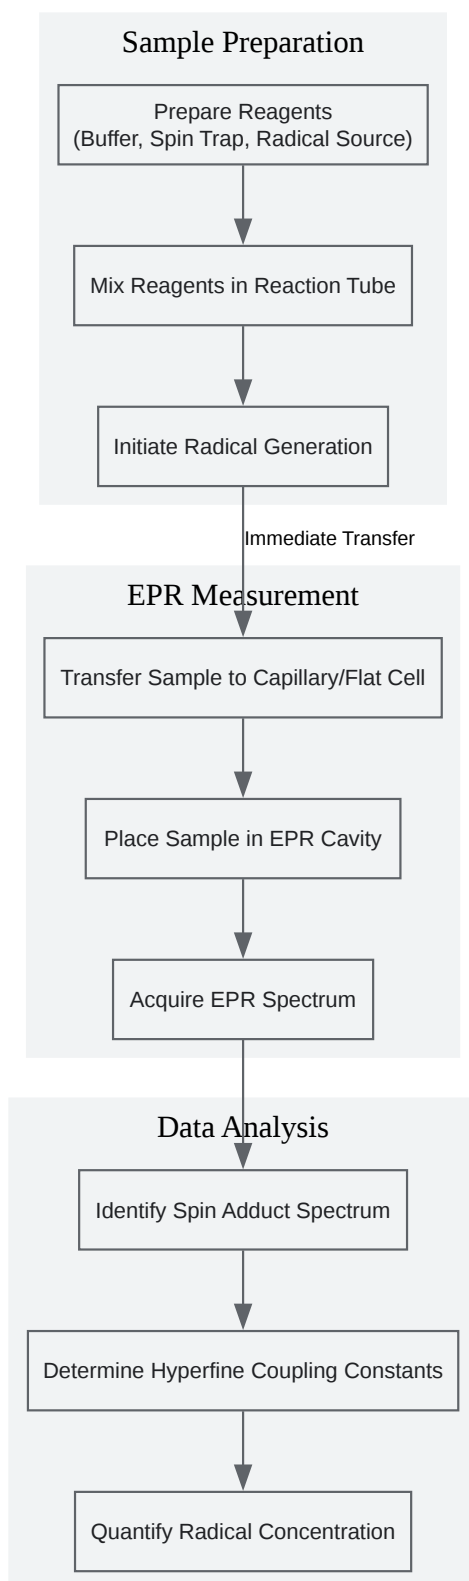 Sample Preparation
Prepare Reagents
(Buffer, Spin Trap, Radical Source)
Mix Reagents in Reaction Tube
Initiate Radical Generation
Immediate Transfer
EPR Measurement
Transfer Sample to Capillary/Flat Cell
Place Sample in EPR Cavity
Acquire EPR Spectrum
Data Analysis
Identify Spin Adduct Spectrum
Determine Hyperfine Coupling Constants
Quantify Radical Concentration